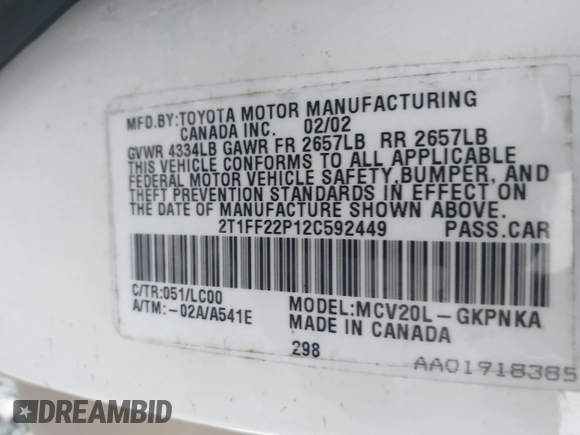 MFD.BY:TOYOTA MOTOR MANUFACTURING
CANADA INC. 02/02
GVWR 4334LB GAWR FR 2657LB RR 2657LB
THIS VEHICLE CONFORMS TO ALL APPLICABLE
FEDERAL MOTOR VEHICLE SAFETY,BUMPER, AND
THEFT PREVENTION STANDARDS IN EFFECT ON
THE DATE OF MANUFACTURE SHOWN ABOVE.
2T1FF22P12C592449 PASS.CAR
C/TR:051/LC00 MODEL:MCV20L-GKPNKA
A/TM:-02A/A541E MADE IN CANADA
298
AA01918385
DREAMBID